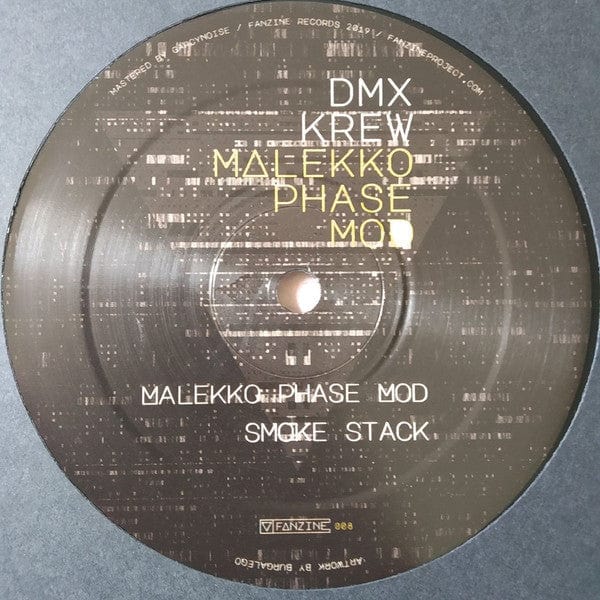 MASTERED BY GARCYNOISE / FANZINE RECORDS 2019 / FANZINEPROJECT.COM
DMX
KREW
MALEKKO
PHASE
MOD
MALEKKO PHASE MOD
SMOKE STACK
FANZINE 008
ARTWORK BY BURGALEGO